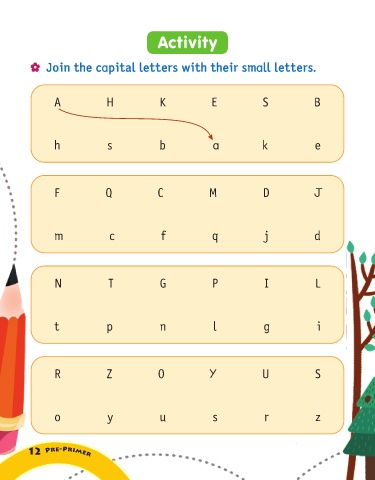 Activity
Join the capital letters with their small letters.
A H K E S B
h s b a k e
F Q C M D J
m c f q j d
N T G P I L
t p n l g i
R Z O Y U S
o y u s r z
12 PRE-PRIMER